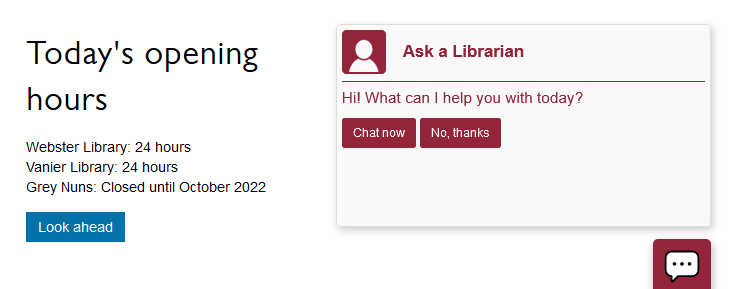 Today's opening
hours
Webster Library: 24 hours
Vanier Library: 24 hours
Grey Nuns: Closed until October 2022
Look ahead
Ask a Librarian
Hi! What can I help you with today?
Chat now
No, thanks